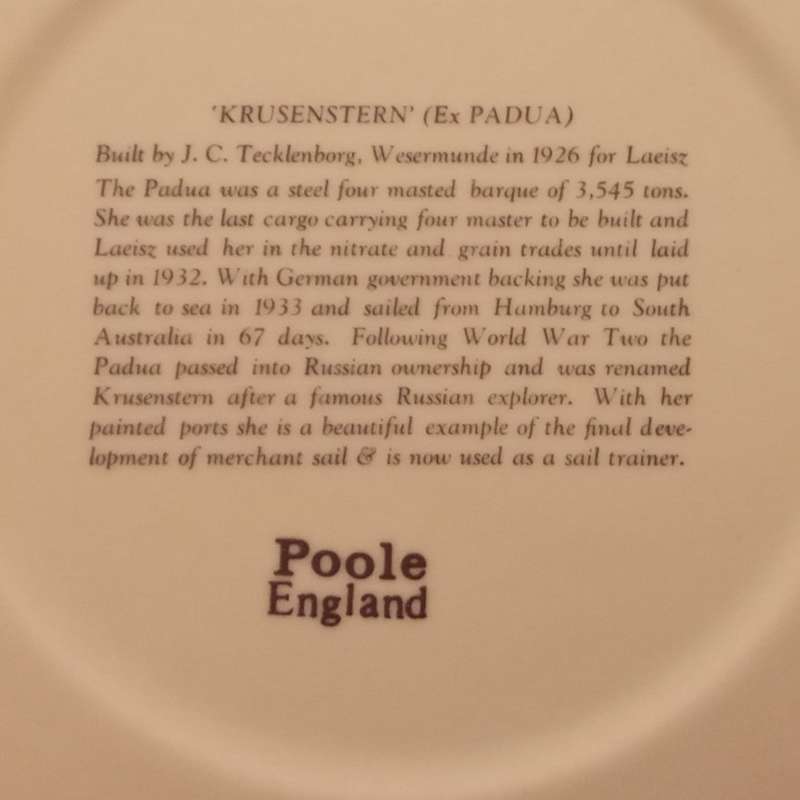 'KRUSENSTERN' (Ex PADUA)
Built by J. C. Tecklenborg, Wesermunde in 1926 for Laeisz
The Padua was a steel four masted barque of 3,545 tons.
She was the last cargo carrying four master to be built and
Laeisz used her in the nitrate and grain trades until laid
up in 1932. With German government backing she was put
back to sea in 1933 and sailed from Hamburg to South
Australia in 67 days. Following World War Two the
Padua passed into Russian ownership and was renamed
Krusenstern after a famous Russian explorer. With her
painted ports she is a beautiful example of the final deve-
lopment of merchant sail & is now used as a sail trainer.
Poole
England